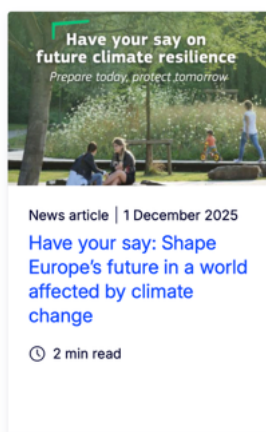 Have your say on
future climate resilience
Prepare today, protect tomorrow
News article | 1 December 2025
Have your say: Shape
Europe's future in a world
affected by climate
change
2 min read